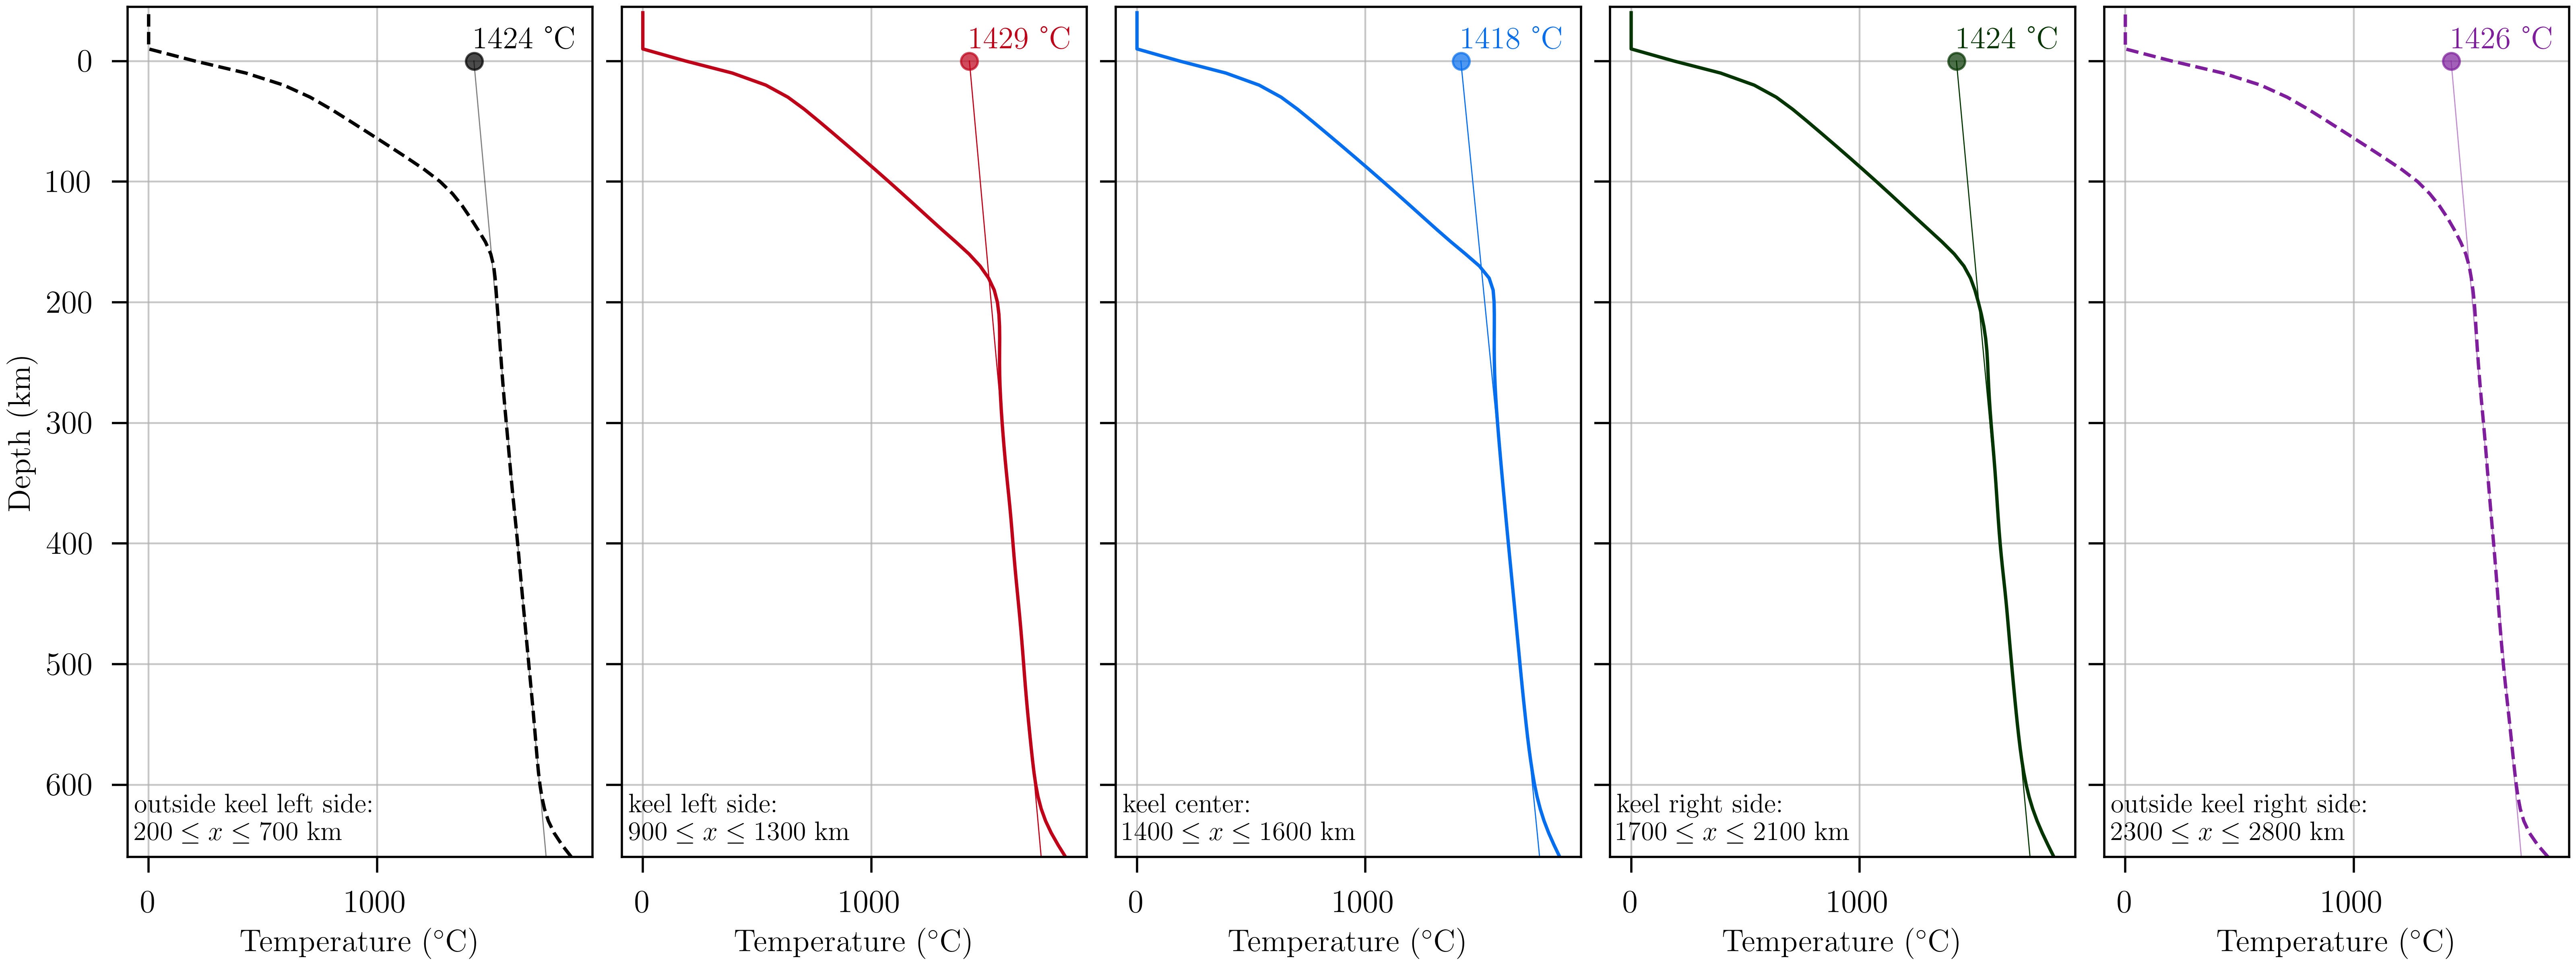 1424 °C
1429 °C
1418 °C
1424 °C
1426 °C
0
100
200
300
400
500
600
Depth (km)
outside keel left side:
200 ≤ x ≤ 700 km
keel left side:
900 ≤ x ≤ 1300 km
keel center:
1400 ≤ x ≤ 1600 km
keel right side:
1700 ≤ x ≤ 2100 km
outside keel right side:
2300 ≤ x ≤ 2800 km
0 1000
0 1000
0 1000
0 1000
0 1000
Temperature (°C)
Temperature (°C)
Temperature (°C)
Temperature (°C)
Temperature (°C)